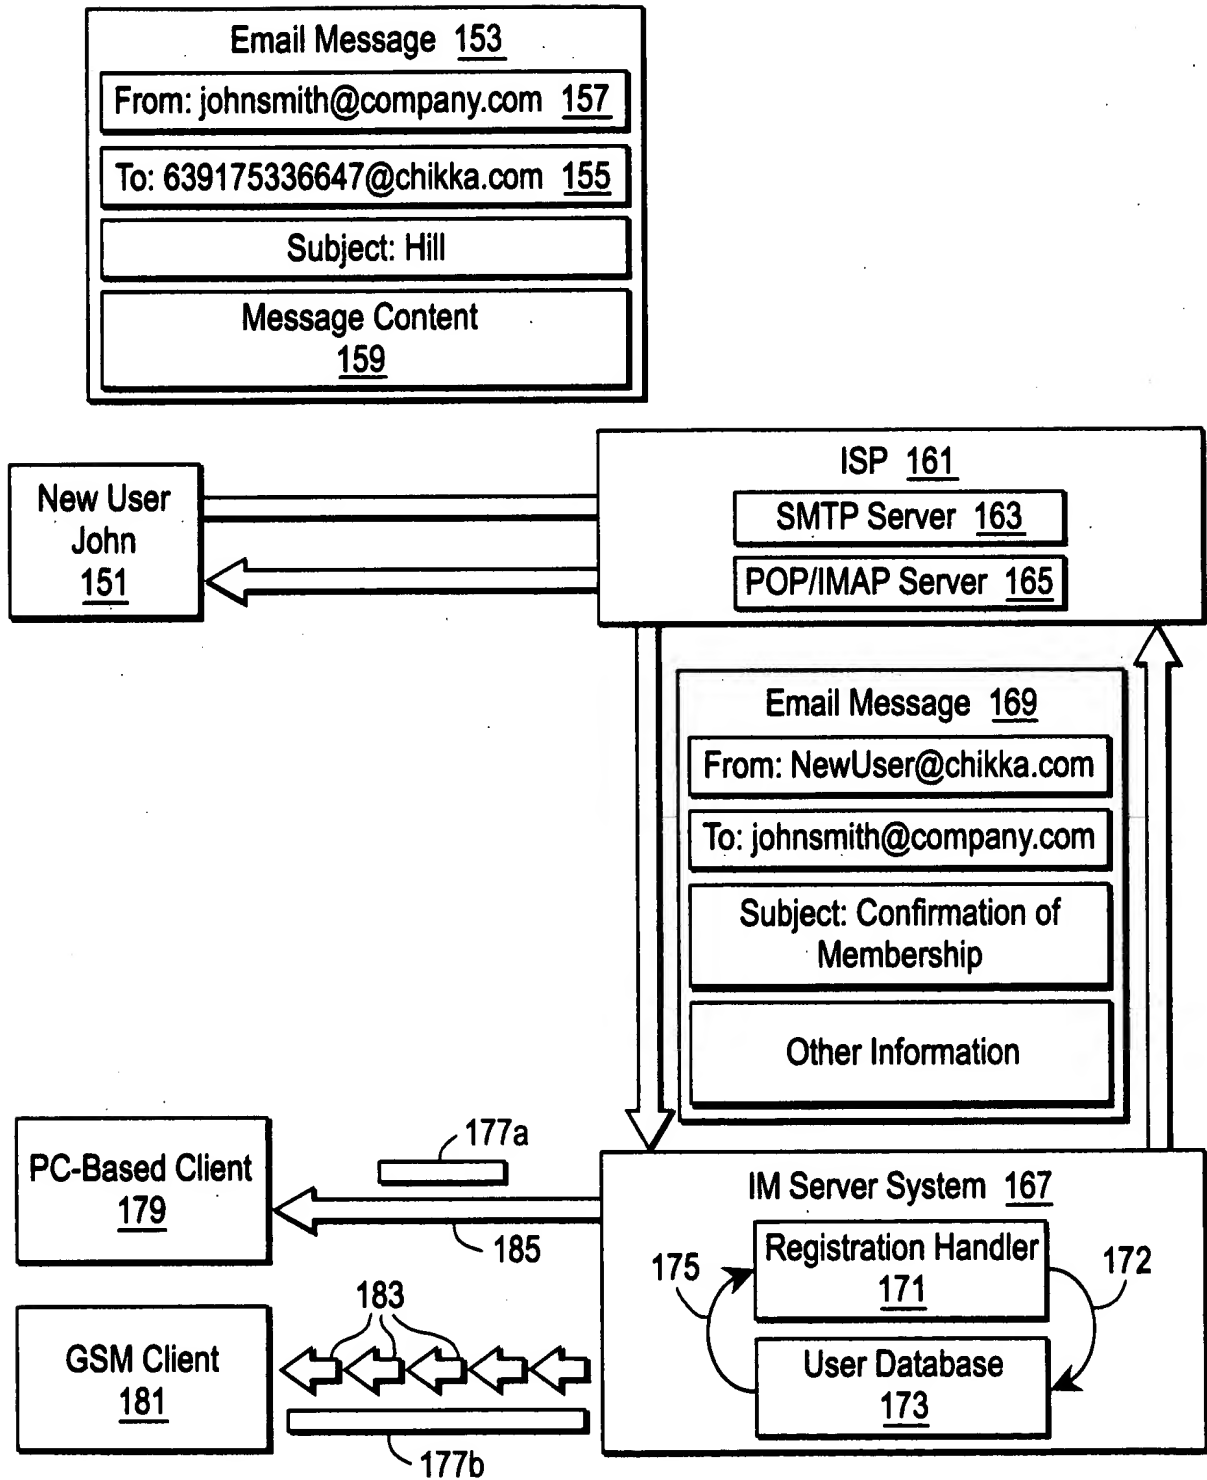 Email Message 153
From: johnsmith@company.com 157
To: 639175336647@chikka.com 155
Subject: Hill
Message Content
159
New User
John
151
ISP 161
SMTP Server 163
POP/IMAP Server 165
Email Message 169
From: NewUser@chikka.com
To: johnsmith@company.com
Subject: Confirmation of
Membership
Other Information
PC-Based Client
179
177a
185
GSM Client
181
183
177b
IM Server System 167
Registration Handler
171
175
172
User Database
173